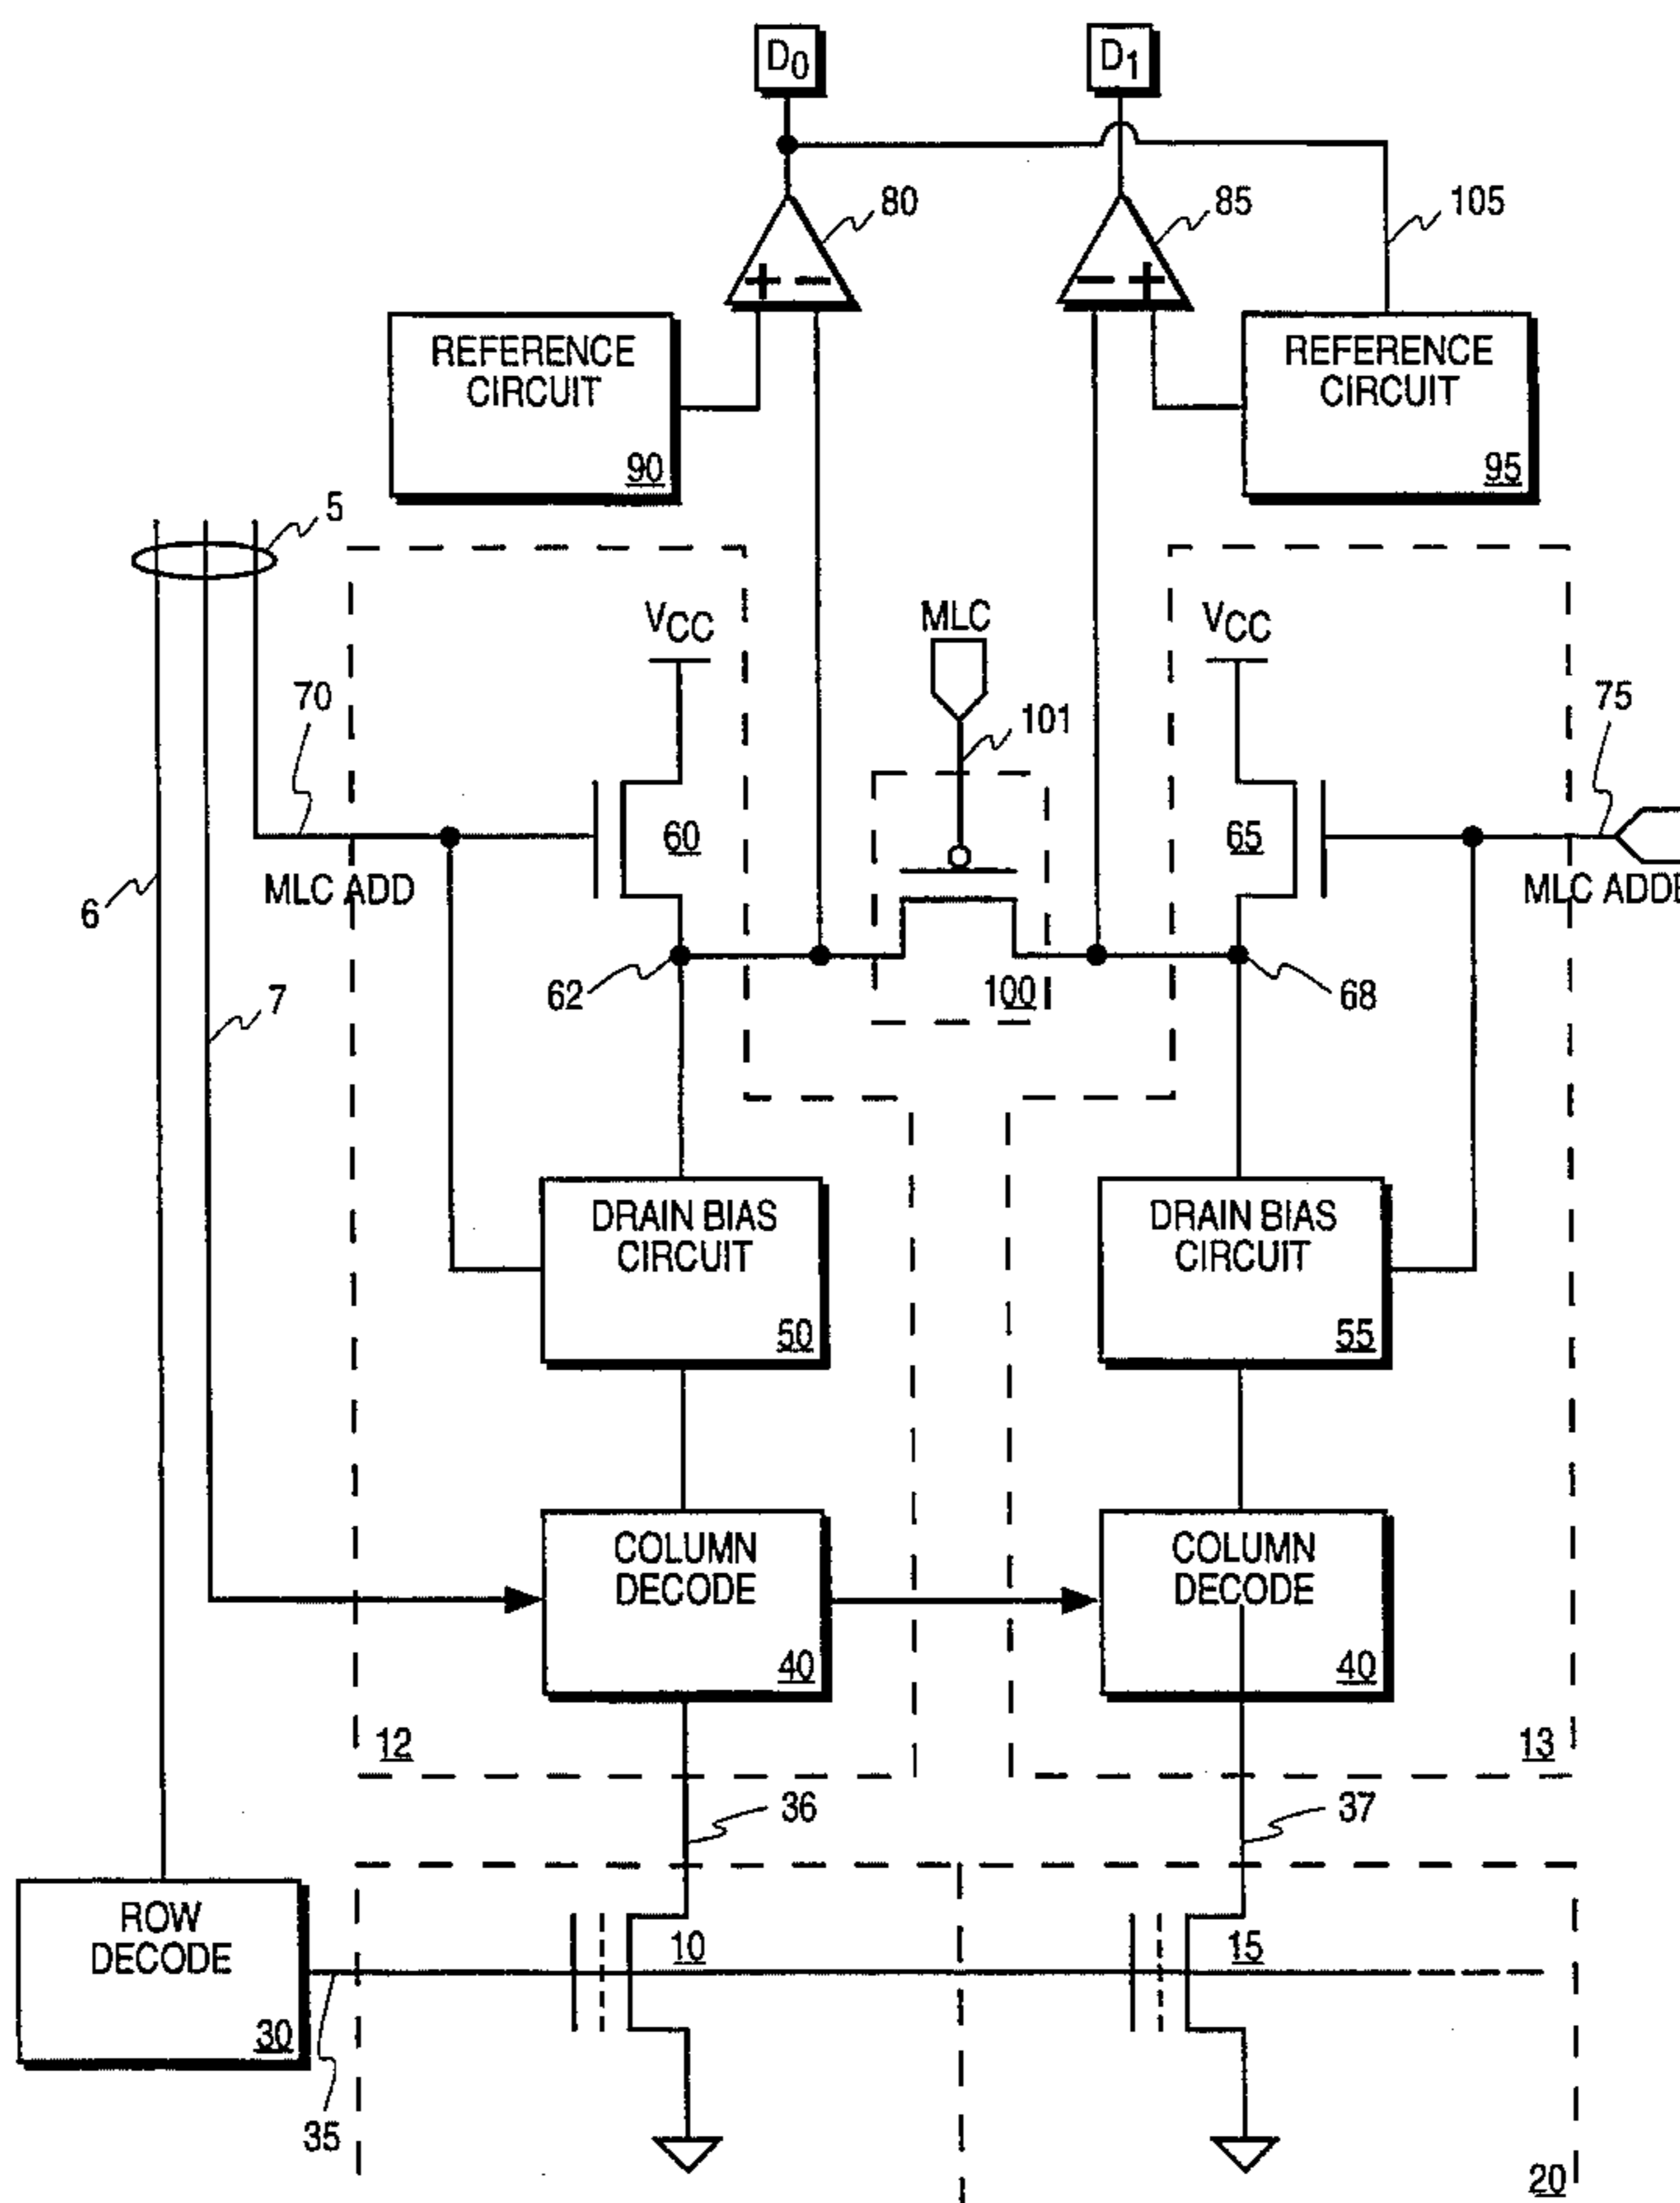 D0
D1
80
85
105
+ −
− +
REFERENCE
CIRCUIT
90
REFERENCE
CIRCUIT
95
5
VCC
MLC
VCC
70
101
75
60
65
6
MLC ADD
MLC ADD
62
100
68
7
DRAIN BIAS
CIRCUIT
50
DRAIN BIAS
CIRCUIT
55
COLUMN
DECODE
40
COLUMN
DECODE
40
12
13
36
37
ROW
DECODE
30
10
15
35
20